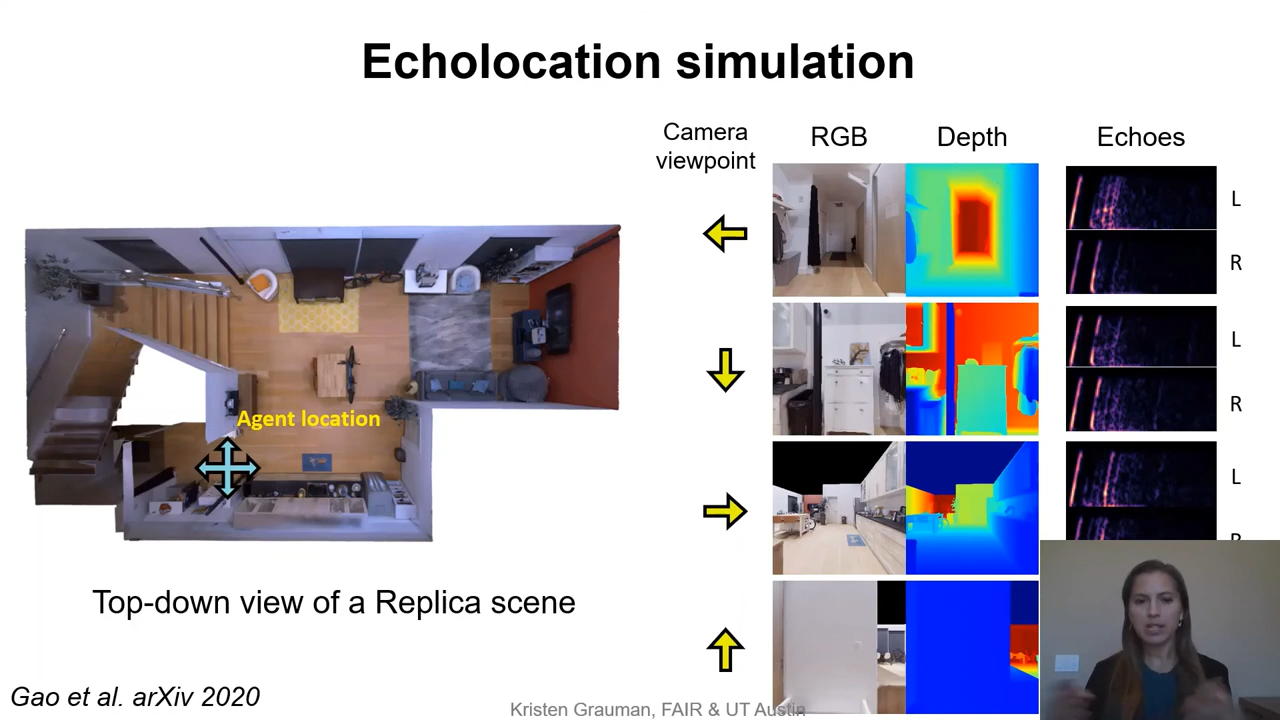 Echolocation simulation
Camera
viewpoint
RGB
Depth
Echoes
L
R
L
R
L
R
Agent location
Top-down view of a Replica scene
Gao et al. arXiv 2020
Kristen Grauman, FAIR & UT Austin